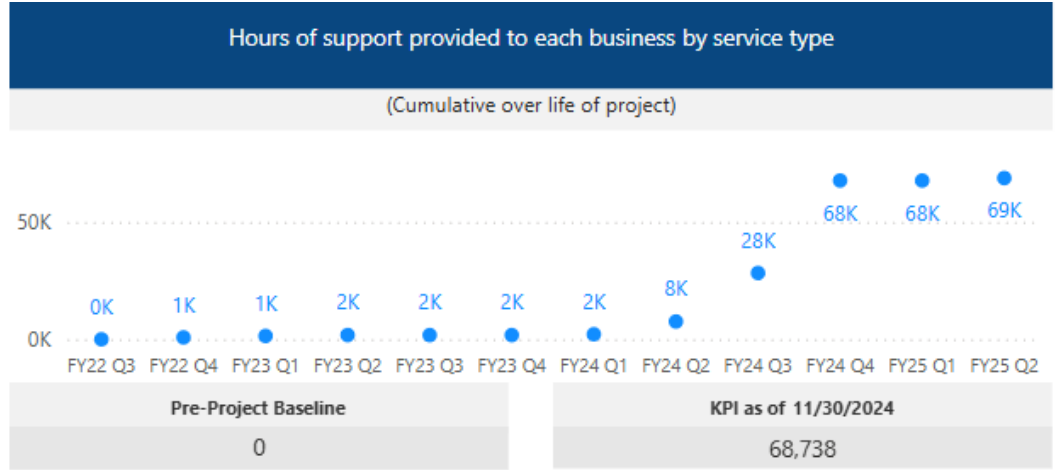 Hours of support provided to each business by service type
(Cumulative over life of project)
50K
68K 68K 69K
28K
0K 1K 1K 2K 2K 2K 2K 8K
0K
FY22 Q3 FY22 Q4 FY23 Q1 FY23 Q2 FY23 Q3 FY23 Q4 FY24 Q1 FY24 Q2 FY24 Q3 FY24 Q4 FY25 Q1 FY25 Q2
Pre-Project Baseline KPI as of 11/30/2024
0 68,738